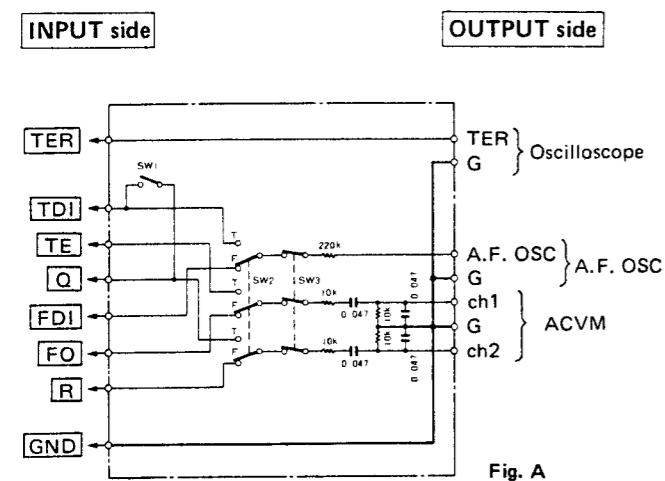 INPUT side
OUTPUT side
TER
TER
G
Oscilloscope
SW1
TDI
T
TE
F
220k
A.F. OSC
A.F. OSC
Q
SW2
SW3
G
0.047
T
10k
ch1
FDI
0.047
10k
G
ACVM
FO
T
10k
F
10k
ch2
R
0.047
0.047
GND
Fig. A